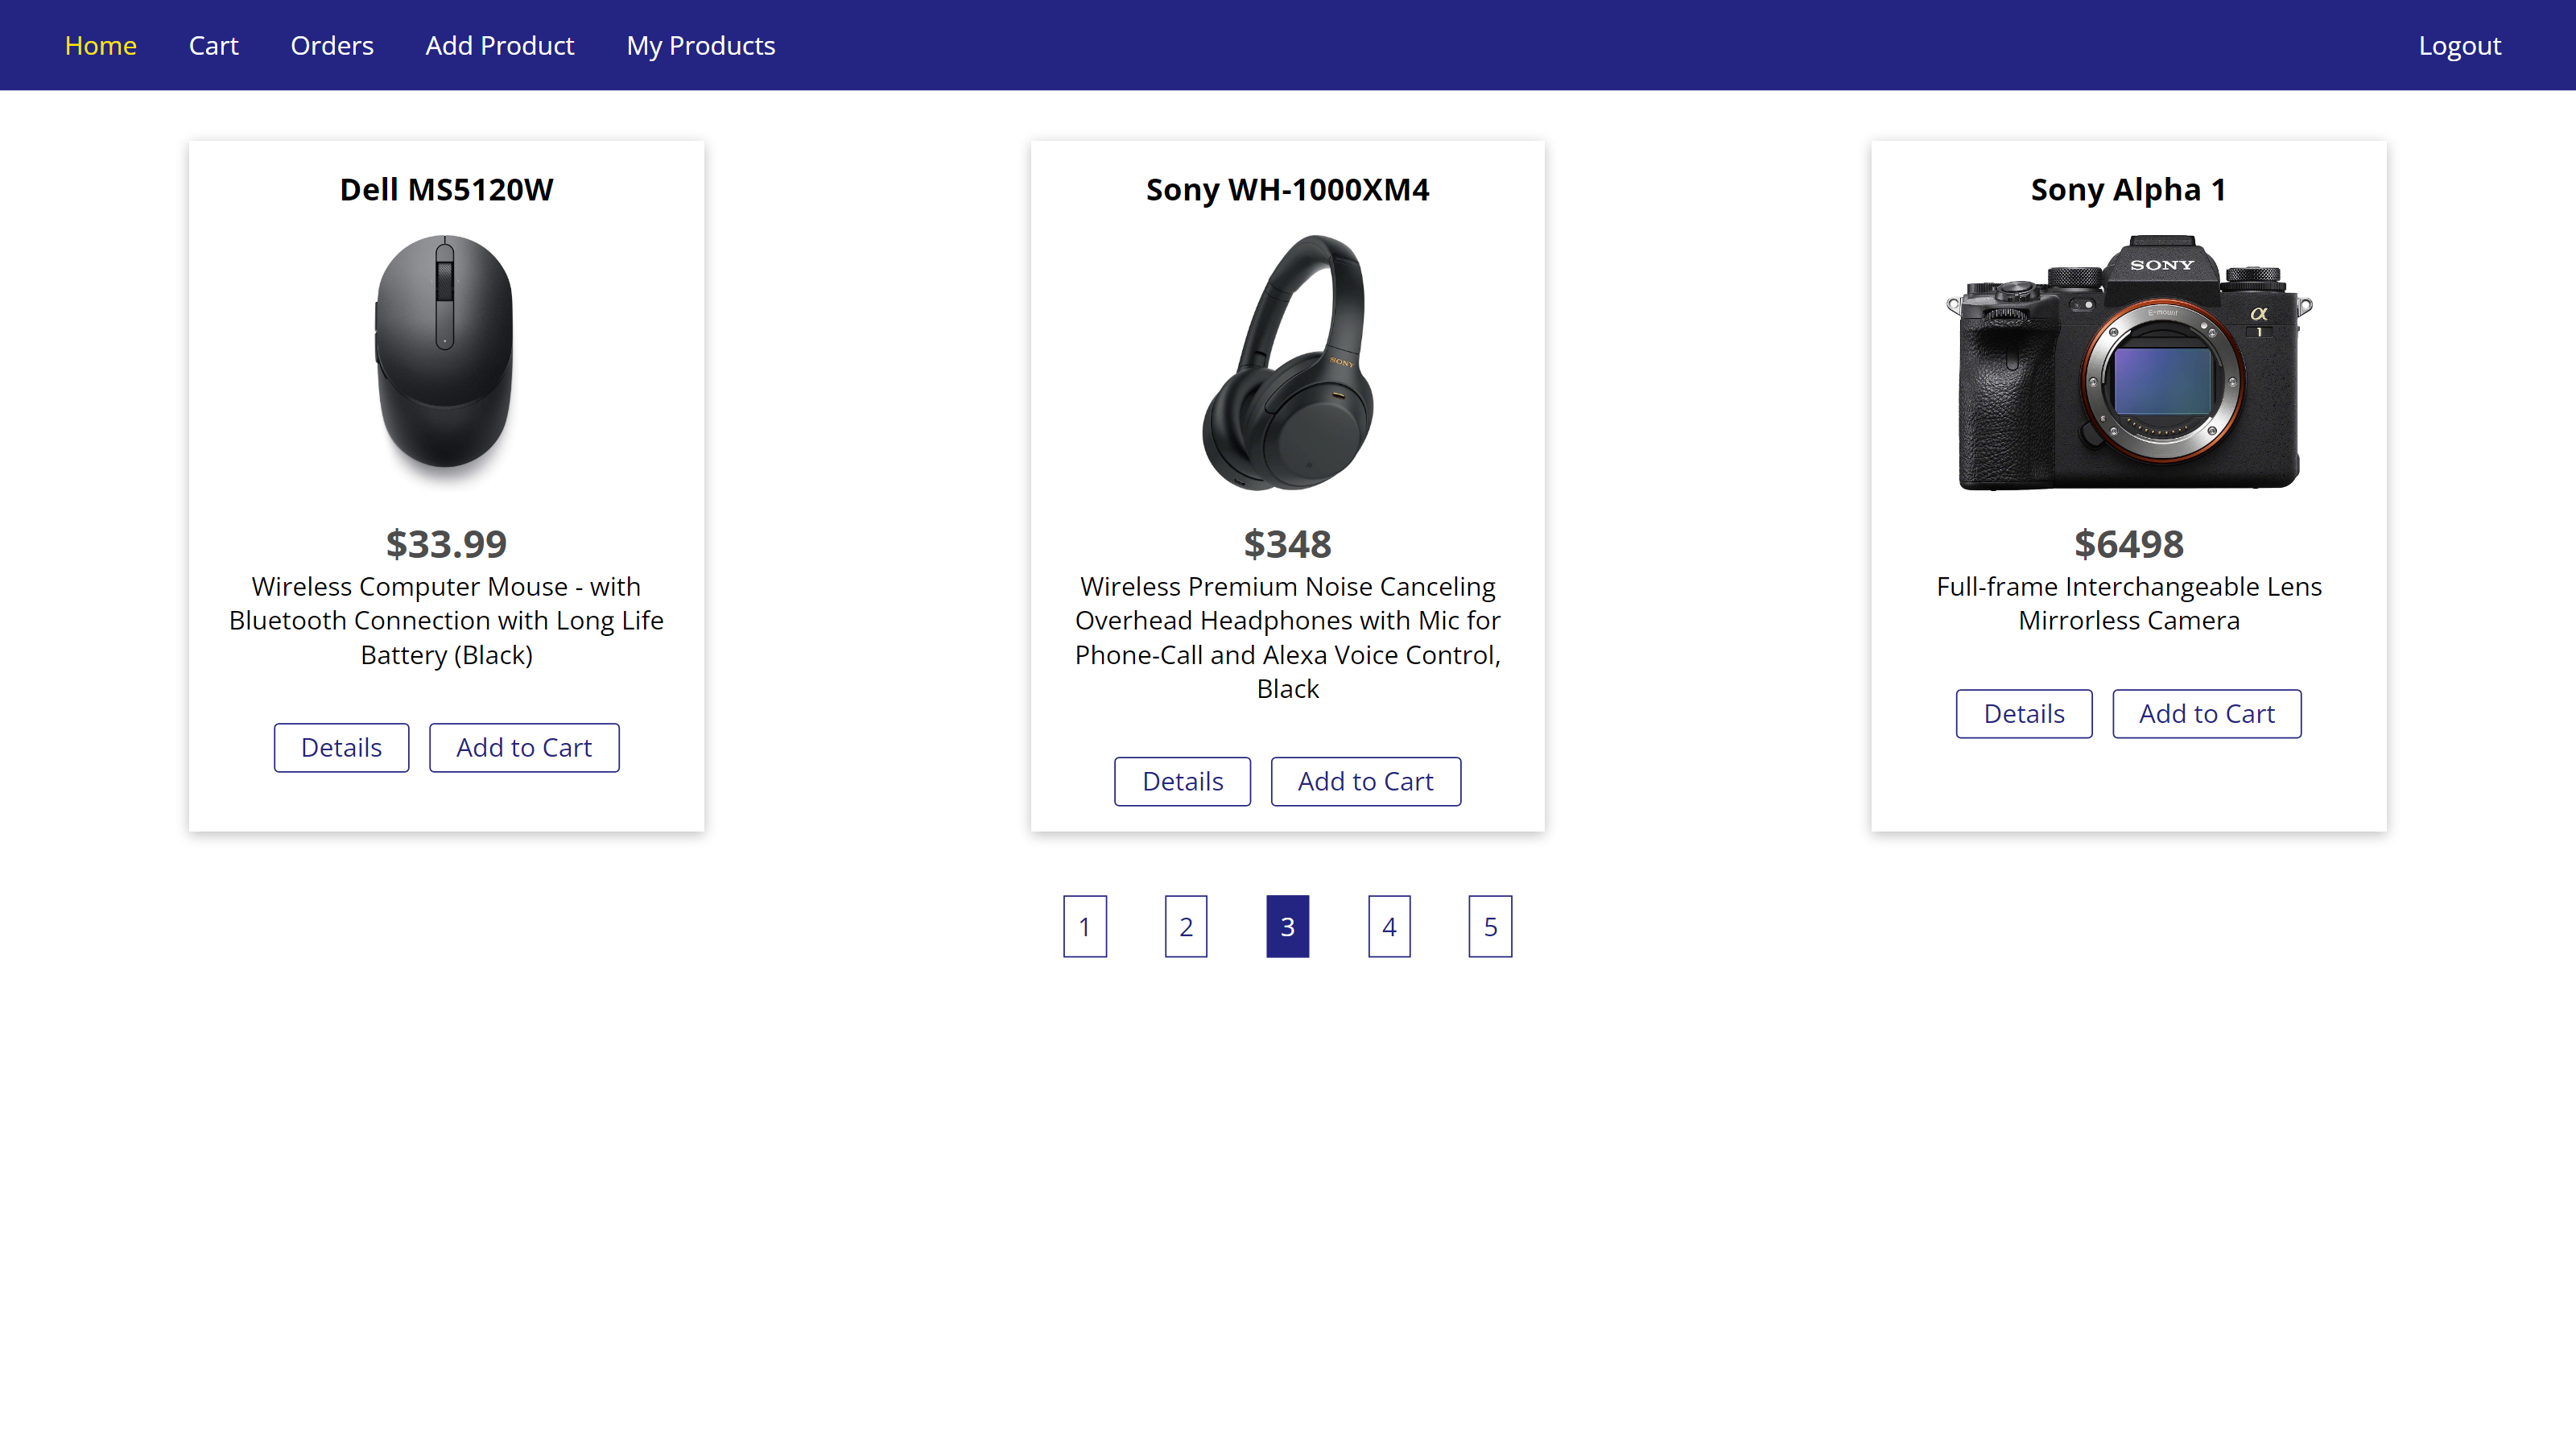 Home Cart Orders Add Product My Products Logout
Dell MS5120W
$33.99
Wireless Computer Mouse - with
Bluetooth Connection with Long Life
Battery (Black)
Details Add to Cart
Sony WH-1000XM4
SONY
$348
Wireless Premium Noise Canceling
Overhead Headphones with Mic for
Phone-Call and Alexa Voice Control,
Black
Details Add to Cart
Sony Alpha 1
SONY
E-mount
α
1
$6498
Full-frame Interchangeable Lens
Mirrorless Camera
Details Add to Cart
1 2 3 4 5